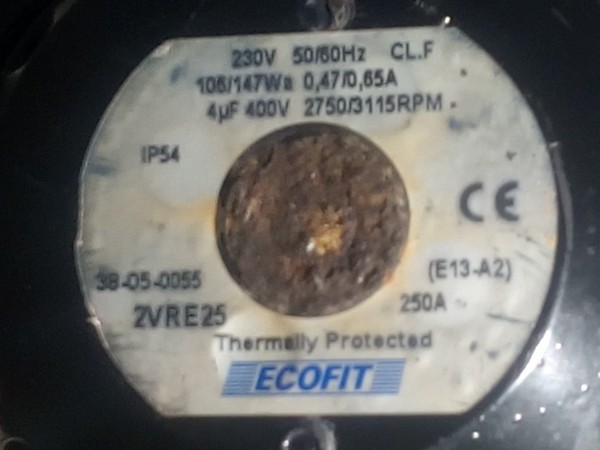 230V 50/60Hz CL.F
106/147Wa 0,47/0,65A
4µF 400V 2750/3115RPM
IP54
CE
38-05-0055
(E13-A2)
2VRE25
250A
Thermally Protected
ECOFIT